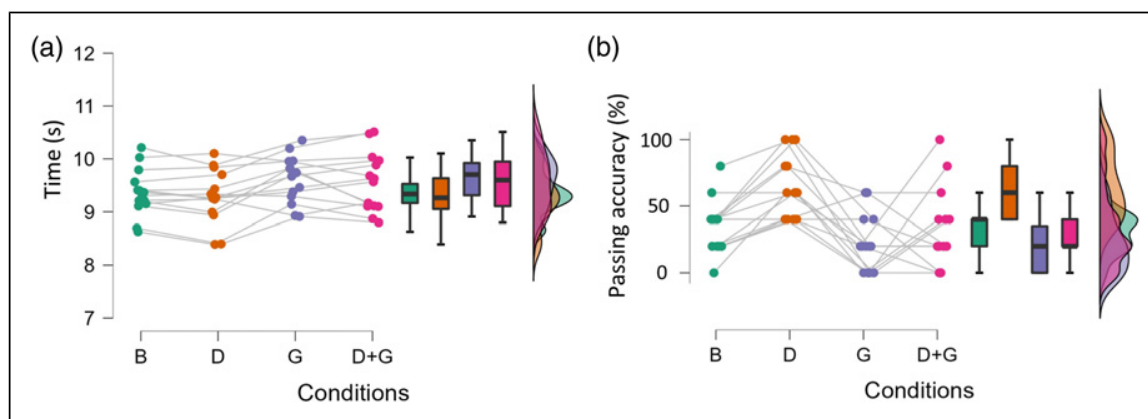 (a)
12
11
10
9
8
7
Time (s)
B D G D+G
Conditions
(b)
100
50
0
Passing accuracy (%)
B D G D+G
Conditions